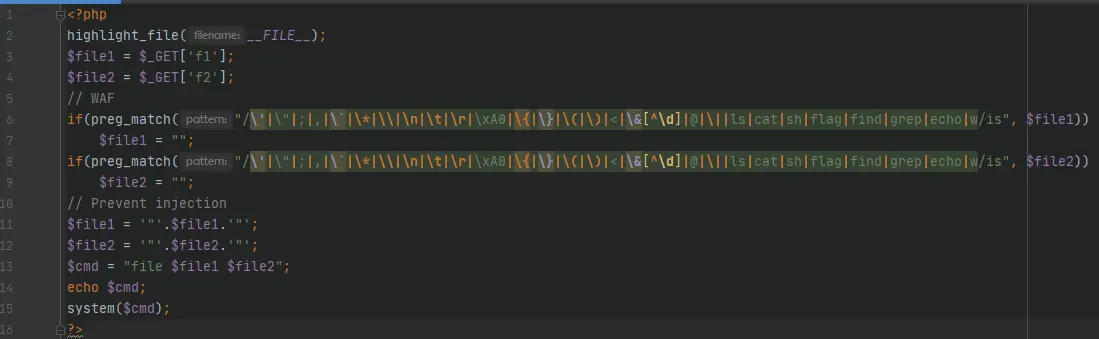 1 <?php
2 highlight_file( filename: __FILE__);
3 $file1 = $_GET['f1'];
4 $file2 = $_GET['f2'];
5 // WAF
6 if(preg_match( pattern: "/\'|\"|;|,|\`|\*|\\|\n|\t|\r|\xA0|\{|\}|\(|\)|<|\&[^\d]|@|\||ls|cat|sh|flag|find|grep|echo|w/is", $file1))
7 $file1 = "";
8 if(preg_match( pattern: "/\'|\"|;|,|\`|\*|\\|\n|\t|\r|\xA0|\{|\}|\(|\)|<|\&[^\d]|@|\||ls|cat|sh|flag|find|grep|echo|w/is", $file2))
9 $file2 = "";
10 // Prevent injection
11 $file1 = '"'.$file1.'"';
12 $file2 = '"'.$file2.'"';
13 $cmd = "file $file1 $file2";
14 echo $cmd;
15 system($cmd);
16 ?>